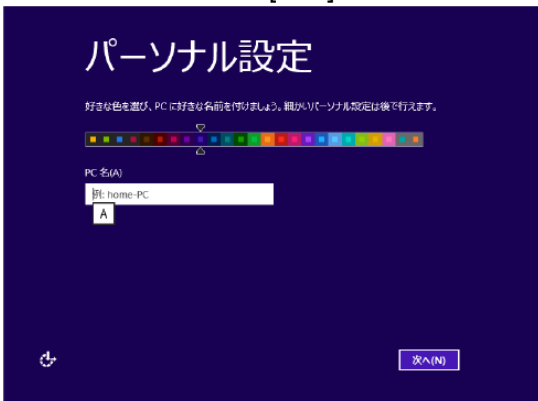 パーソナル設定
好きな色を選び、PC に好きな名前を付けましょう。細かいパーソナル設定は後で行えます。
PC 名(A)
例: home-PC
A
次へ(N)